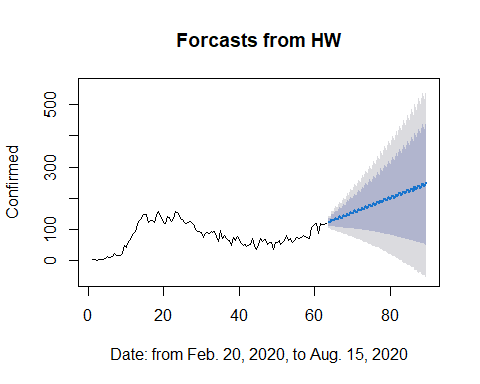 Forcasts from HW
Confirmed
500
300
100
0
0 20 40 60 80
Date: from Feb. 20, 2020, to Aug. 15, 2020